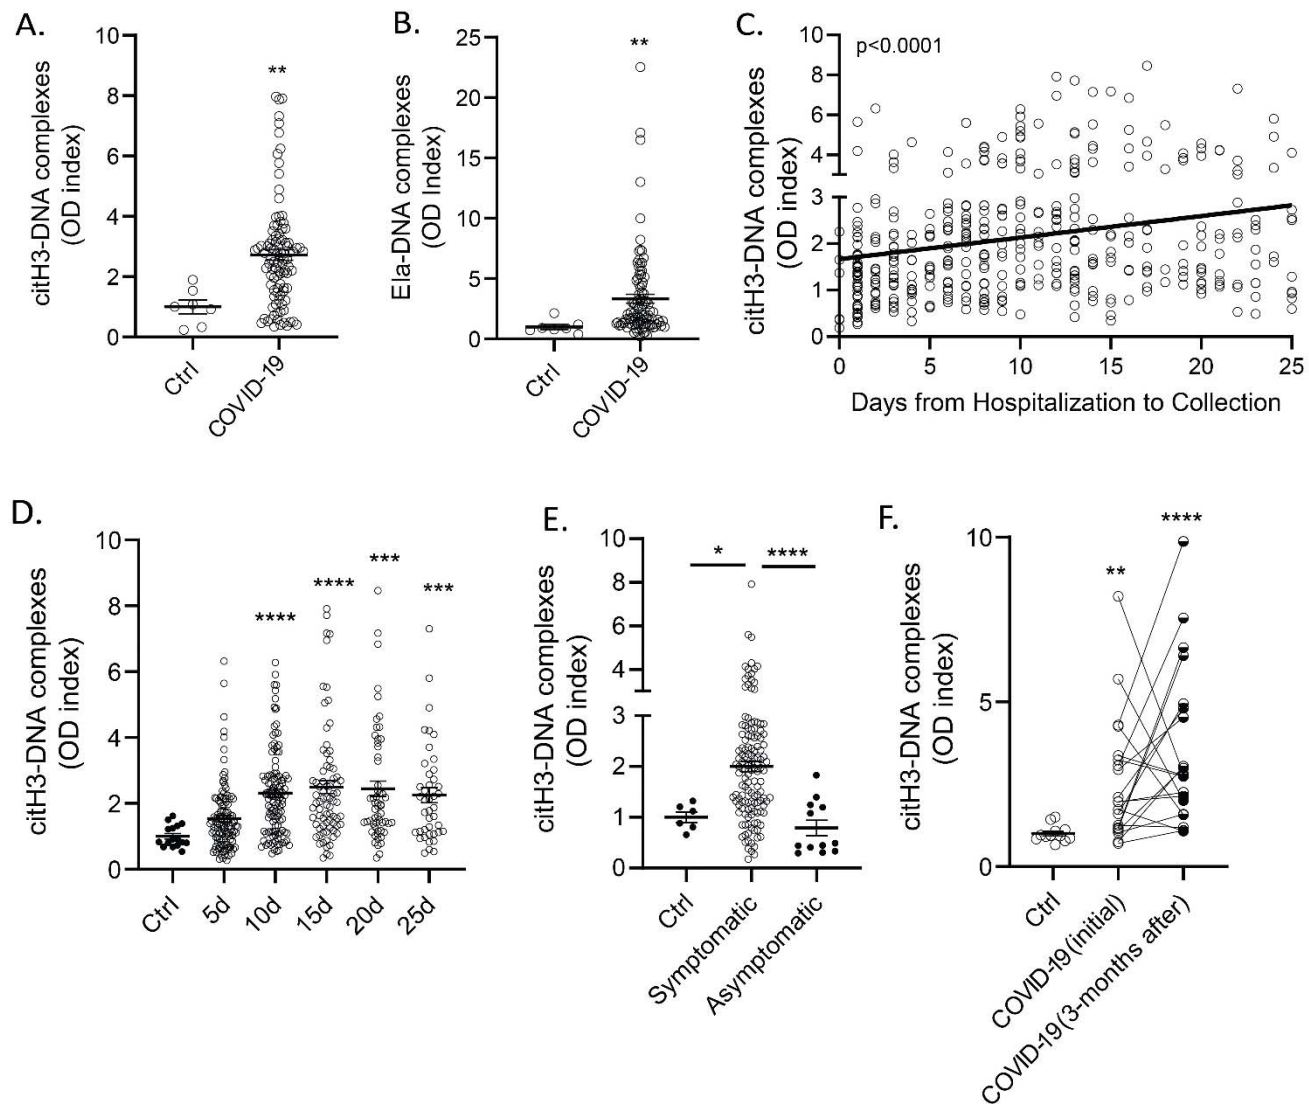 A.
citH3-DNA complexes
(OD index)
10
8
6
4
2
0
**
Ctrl
COVID-19
B.
Ela-DNA complexes
(OD Index)
25
20
15
10
5
0
**
Ctrl
COVID-19
C.
citH3-DNA complexes
(OD index)
10
8
6
4
3
2
1
0
p<0.0001
0 5 10 15 20 25
Days from Hospitalization to Collection
D.
citH3-DNA complexes
(OD index)
10
8
6
4
2
0
****
****
***
***
Ctrl
5d
10d
15d
20d
25d
E.
citH3-DNA complexes
(OD index)
10
8
6
4
3
2
1
0
*
****
Ctrl
Symptomatic
Asymptomatic
F.
citH3-DNA complexes
(OD index)
10
5
0
**
****
Ctrl
COVID-19 (initial)
COVID-19 (3-months after)